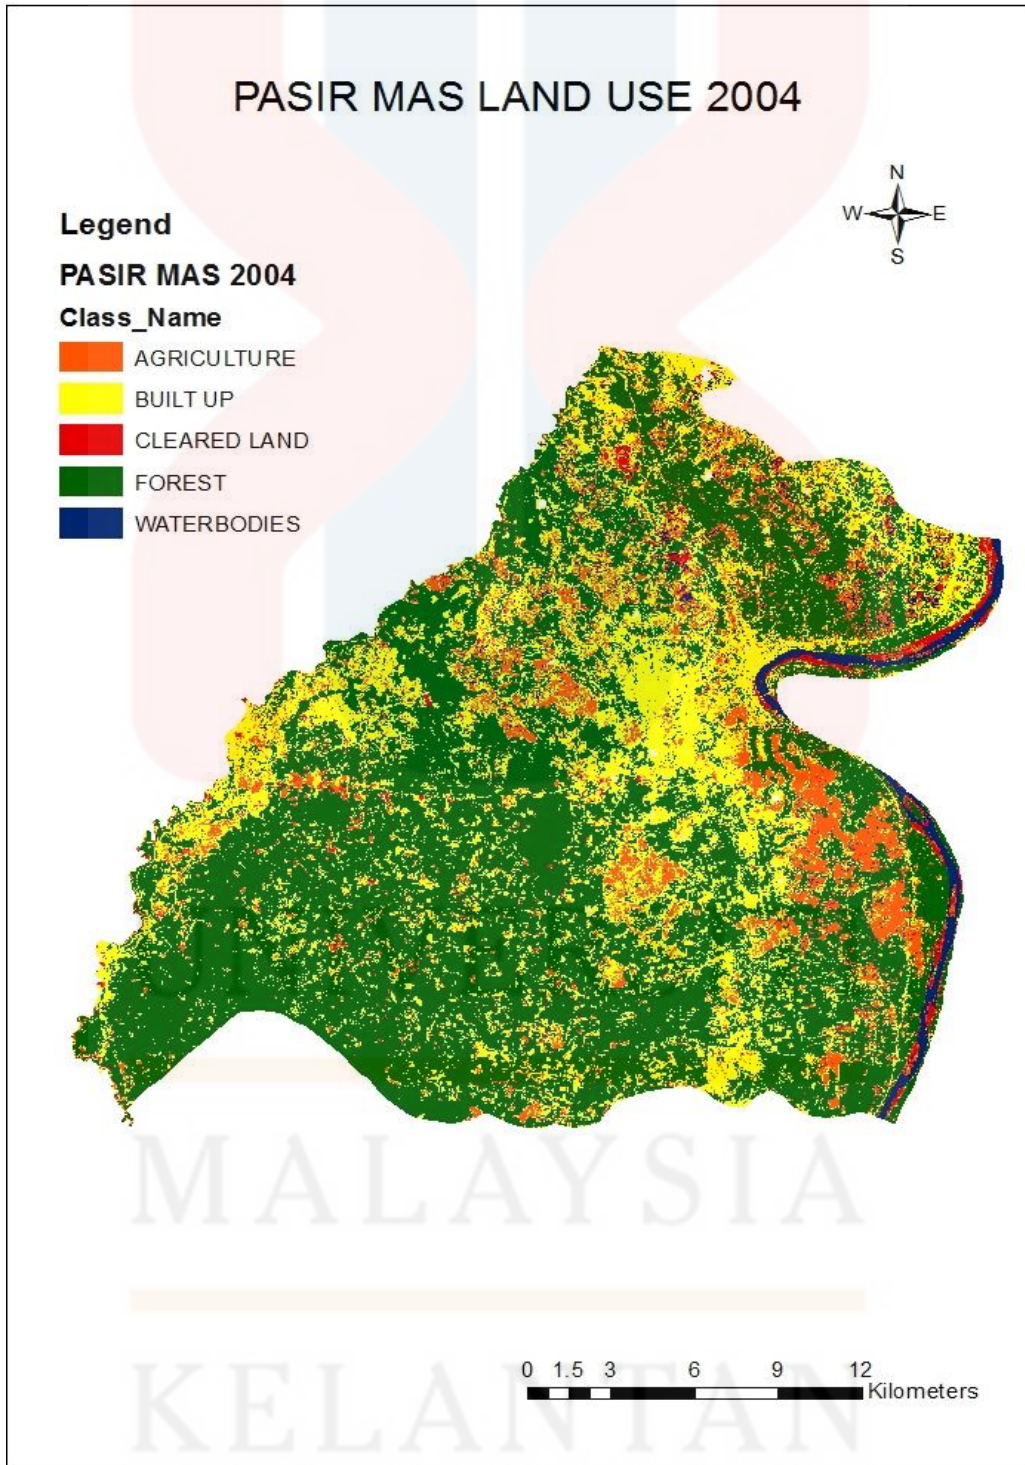 PASIR MAS LAND USE 2004
N
W E
S
Legend
PASIR MAS 2004
Class_Name
AGRICULTURE
BUILT UP
CLEARED LAND
FOREST
WATERBODIES
MALAYSIA
KELANTAN
0 1.5 3 6 9 12
Kilometers